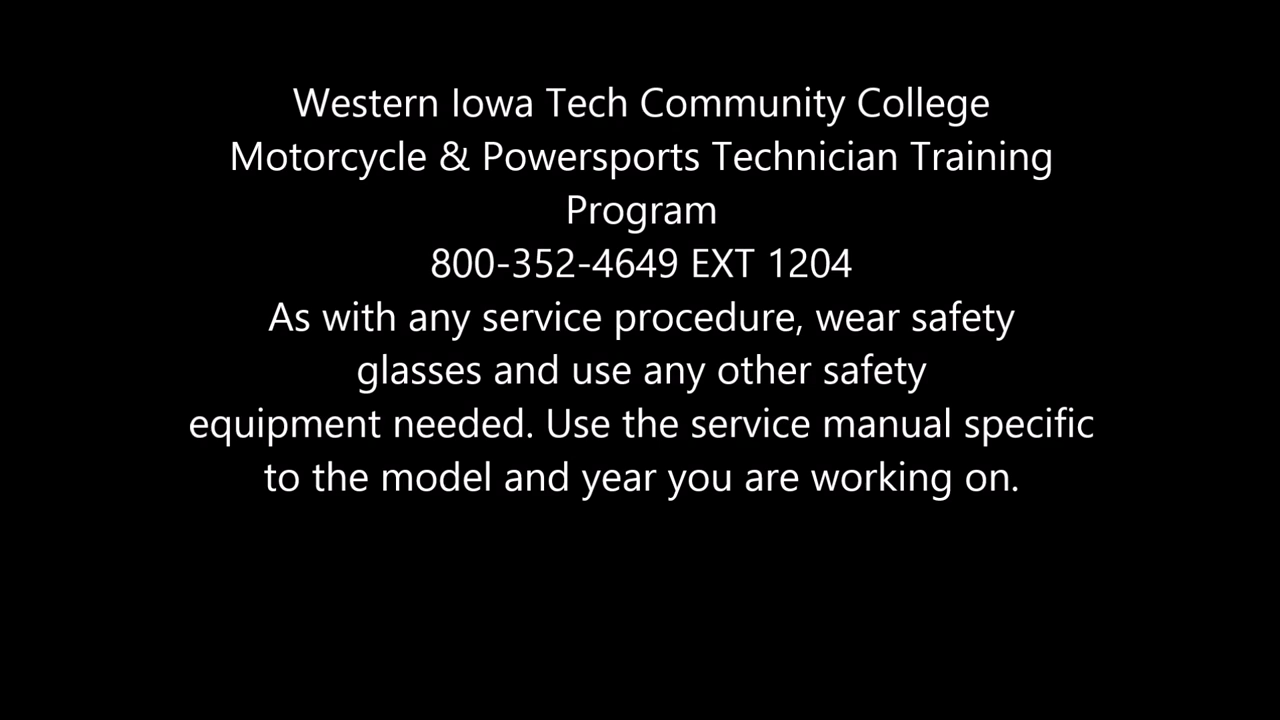 Western Iowa Tech Community College
Motorcycle & Powersports Technician Training
Program
800-352-4649 EXT 1204
As with any service procedure, wear safety
glasses and use any other safety
equipment needed. Use the service manual specific
to the model and year you are working on.